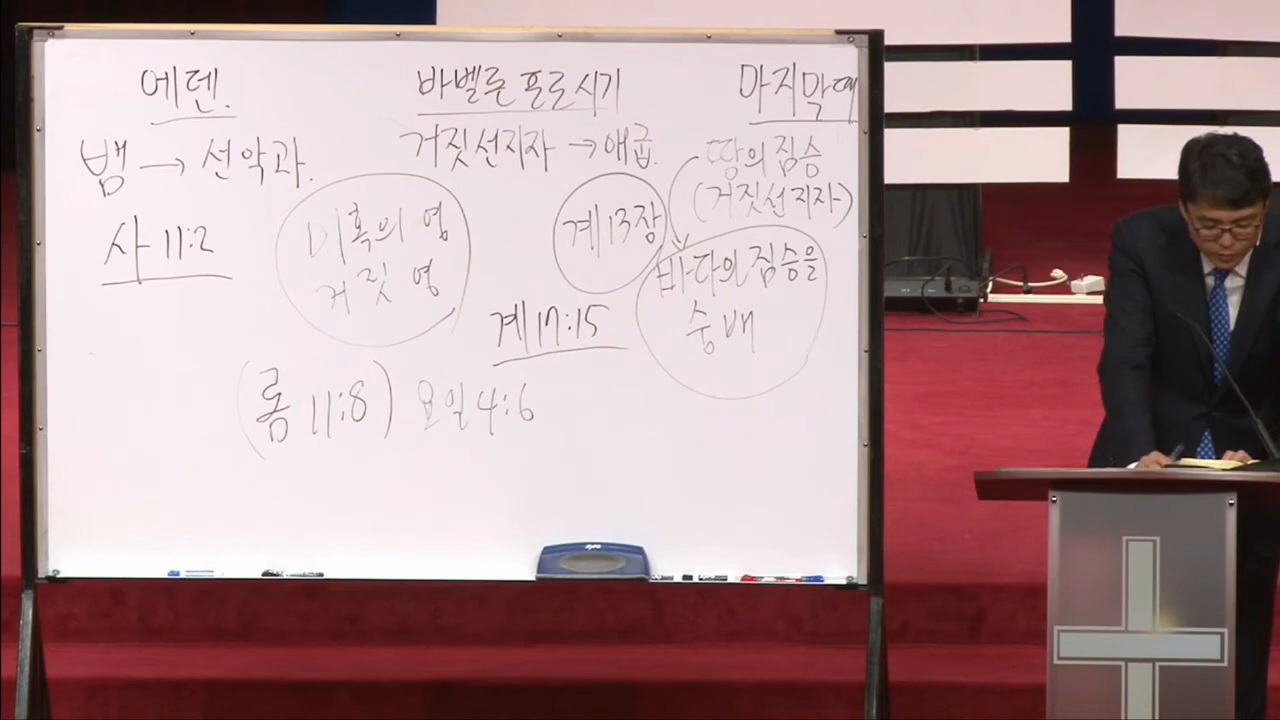 에덴.
뱀 → 선악과.
사 11:2
바벨론 포로시기
거짓선지자 → 애굽.
미혹의 영
거짓 영
계 13장
계 17:15
(롬 11:8) 요일 4:6
마지막때
땅의 짐승
(거짓선지자)
바다의 짐승을
숭배